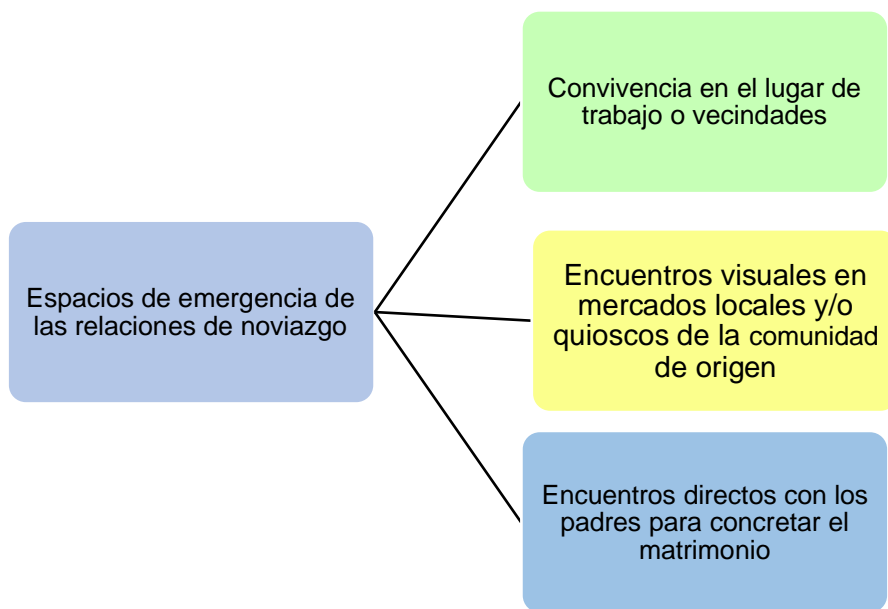 Convivencia en el lugar de
trabajo o vecindades
Espacios de emergencia de
las relaciones de noviazgo
Encuentros visuales en
mercados locales y/o
quioscos de la comunidad
de origen
Encuentros directos con los
padres para concretar el
matrimonio